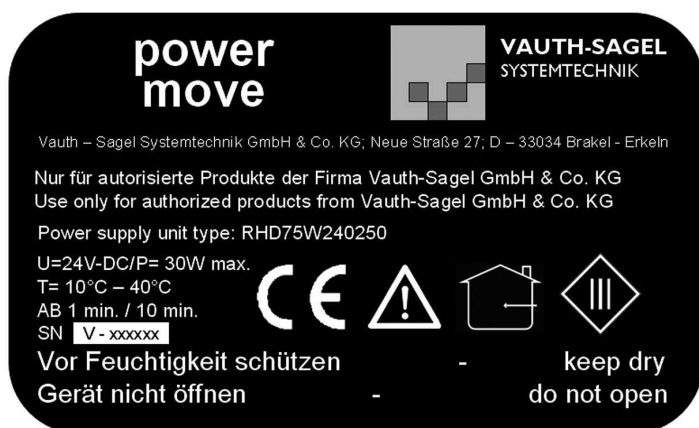 power
move
VAUTH-SAGEL
SYSTEMTECHNIK
Vauth – Sagel Systemtechnik GmbH & Co. KG; Neue Straße 27; D – 33034 Brakel - Erkeln
Nur für autorisierte Produkte der Firma Vauth-Sagel GmbH & Co. KG
Use only for authorized products from Vauth-Sagel GmbH & Co. KG
Power supply unit type: RHD75W240250
U=24V-DC/P= 30W max.
T= 10°C – 40°C
AB 1 min. / 10 min.
SN V - xxxxxx
CE
III
Vor Feuchtigkeit schützen - keep dry
Gerät nicht öffnen - do not open